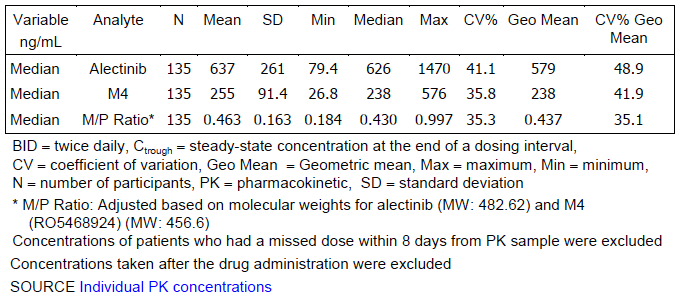 Variable ng/mL Analyte N Mean SD Min Median Max CV% Geo Mean CV% Geo Mean
Median Alectinib 135 637 261 79.4 626 1470 41.1 579 48.9
Median M4 135 255 91.4 26.8 238 576 35.8 238 41.9
Median M/P Ratio* 135 0.463 0.163 0.184 0.430 0.997 35.3 0.437 35.1
BID = twice daily, Ctrough = steady-state concentration at the end of a dosing interval,
CV = coefficient of variation, Geo Mean = Geometric mean, Max = maximum, Min = minimum,
N = number of participants, PK = pharmacokinetic, SD = standard deviation
* M/P Ratio: Adjusted based on molecular weights for alectinib (MW: 482.62) and M4
(RO5468924) (MW: 456.6)
Concentrations of patients who had a missed dose within 8 days from PK sample were excluded
Concentrations taken after the drug administration were excluded
SOURCE Individual PK concentrations